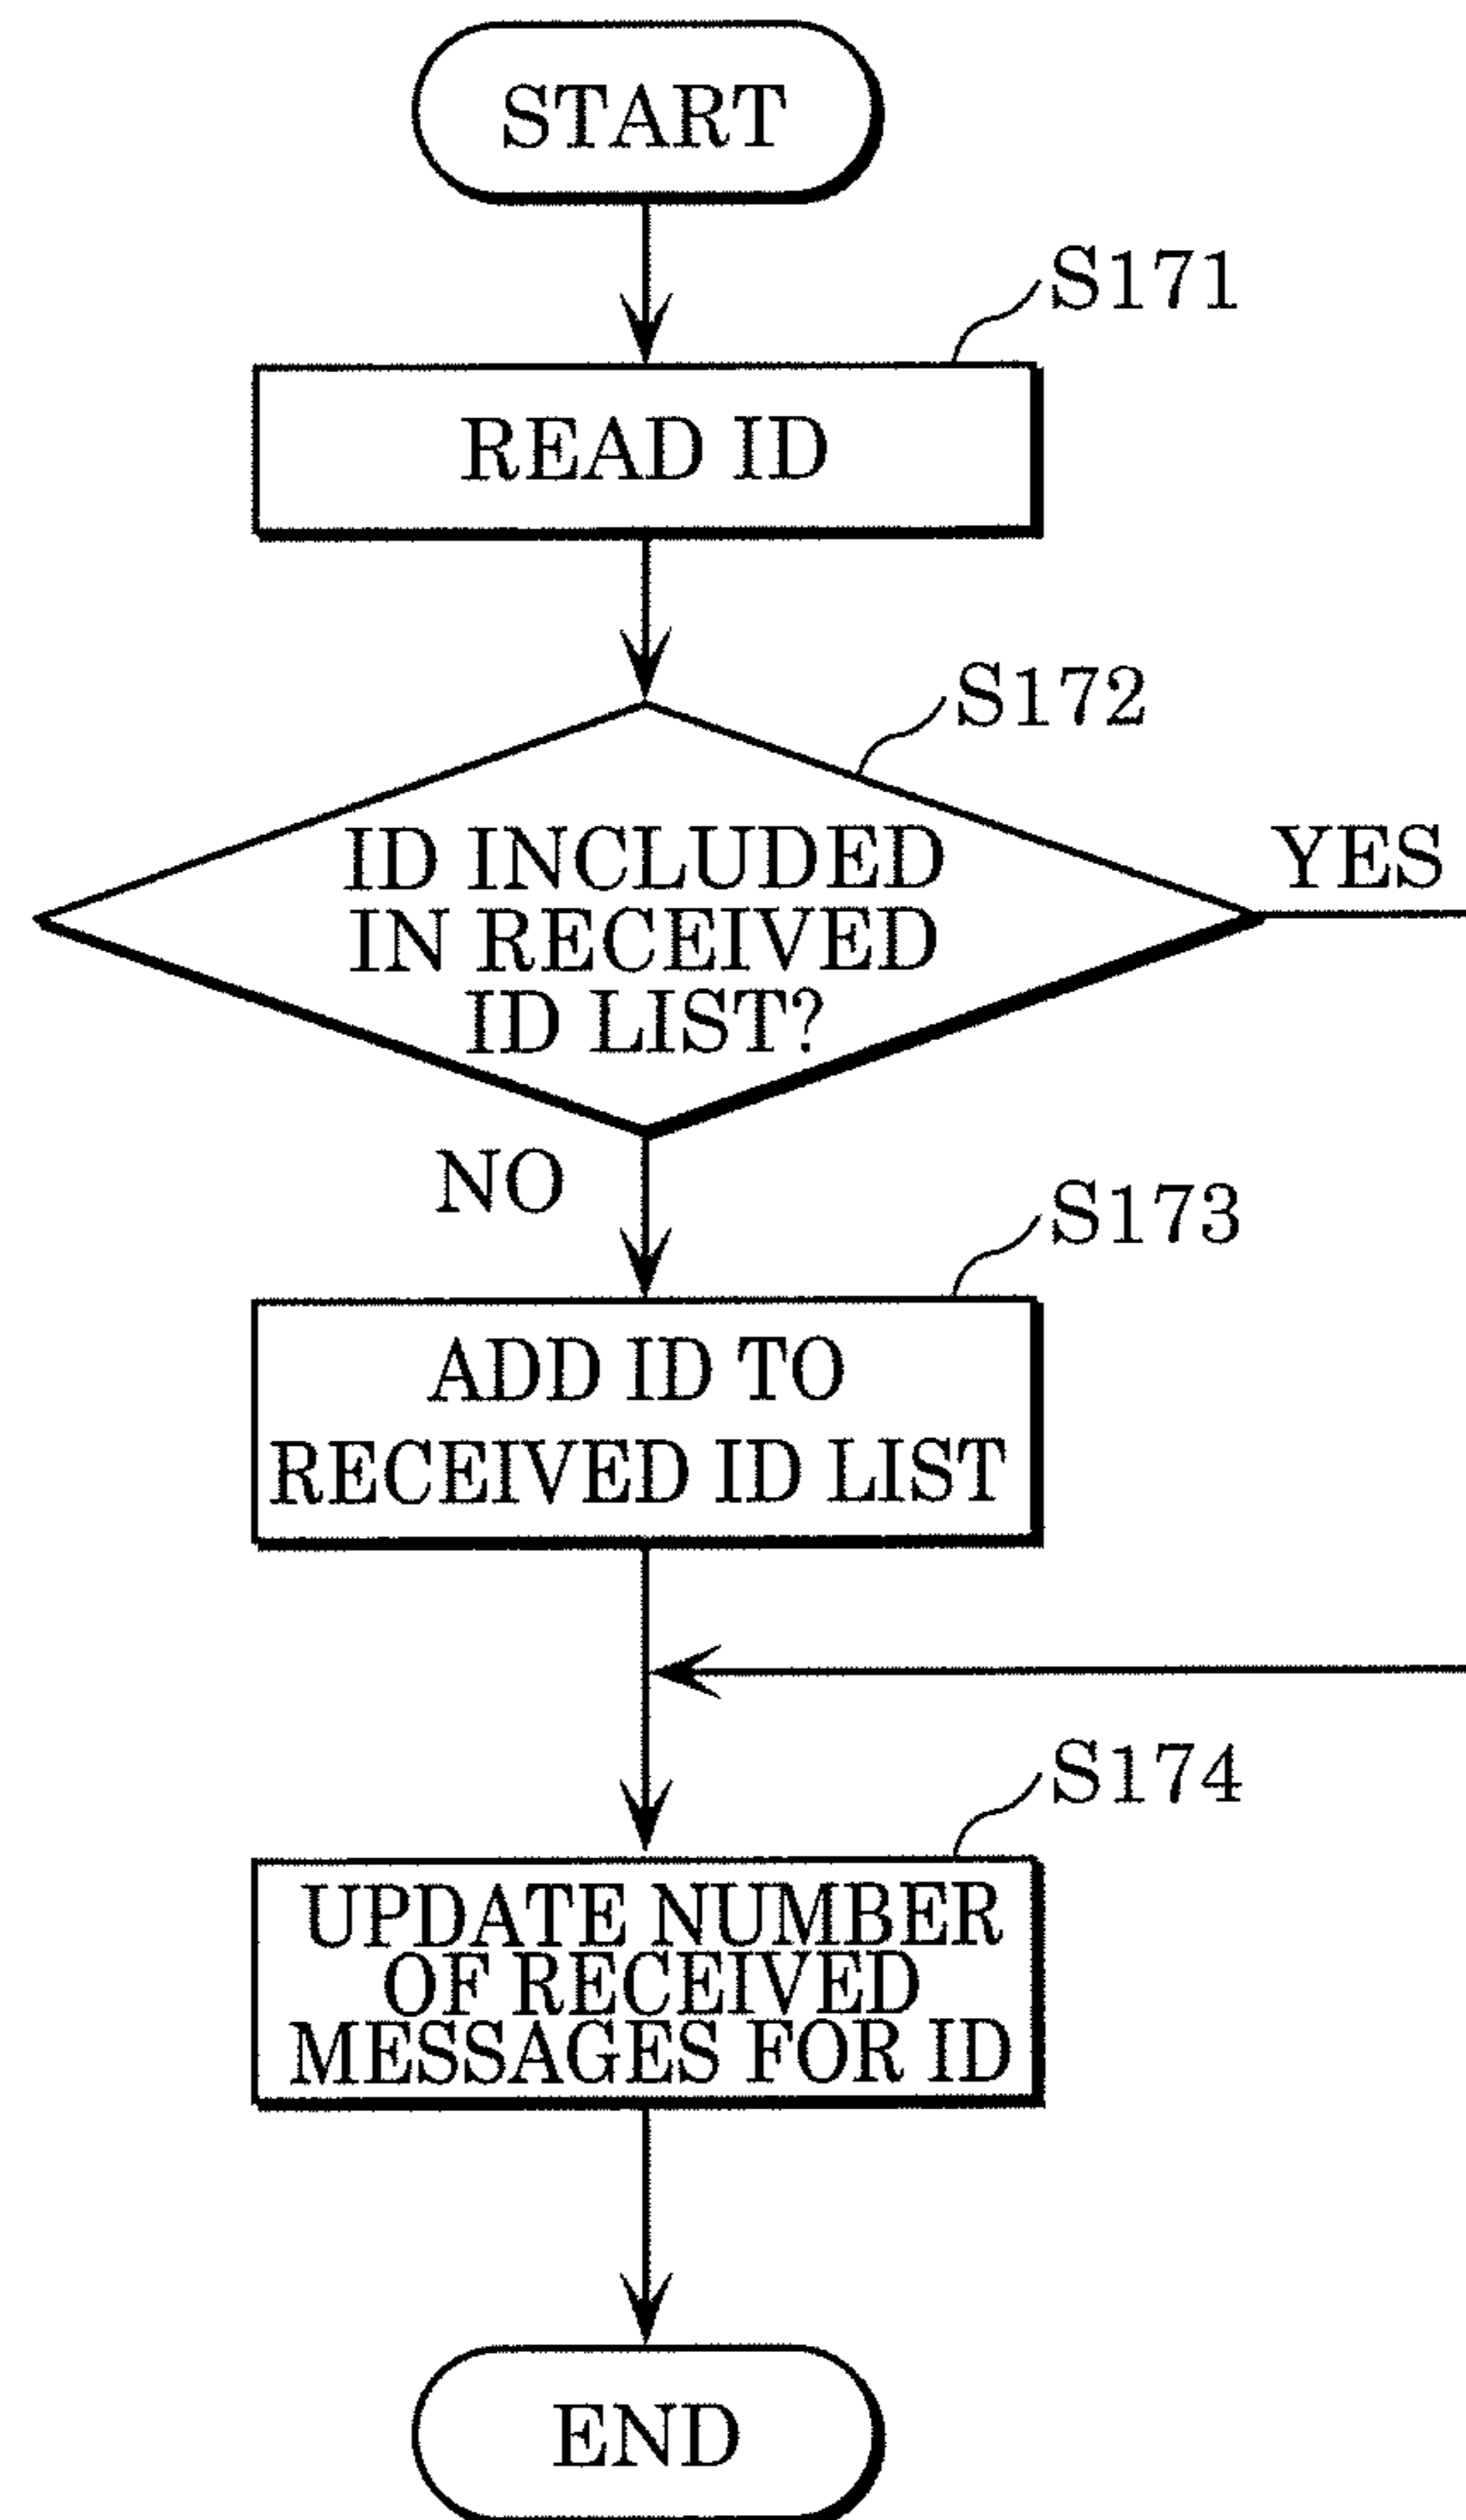 START
S171
READ ID
S172
ID INCLUDED
IN RECEIVED
ID LIST?
YES
NO
S173
ADD ID TO
RECEIVED ID LIST
S174
UPDATE NUMBER
OF RECEIVED
MESSAGES FOR ID
END